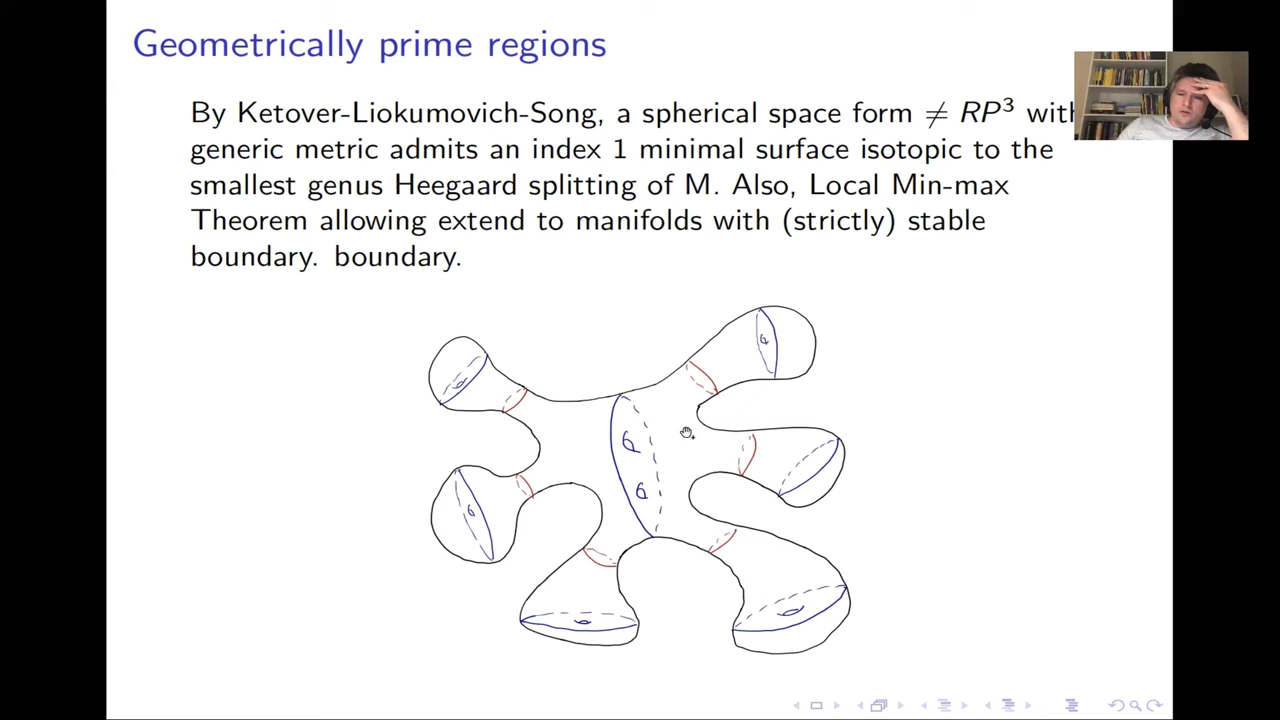 Geometrically prime regions
By Ketover-Liokumovich-Song, a spherical space form ≠ RP³ with
generic metric admits an index 1 minimal surface isotopic to the
smallest genus Heegaard splitting of M. Also, Local Min-max
Theorem allowing extend to manifolds with (strictly) stable
boundary. boundary.